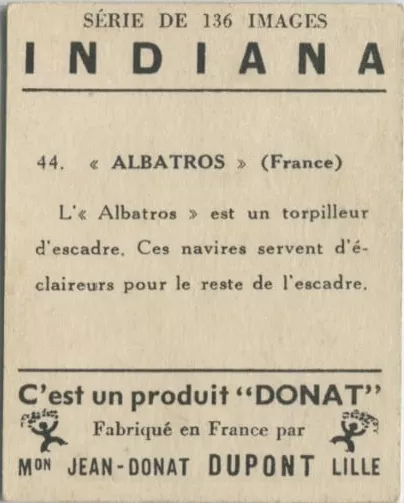 SÉRIE DE 136 IMAGES
INDIANA
44. « ALBATROS » (France)
L'« Albatros » est un torpilleur
d'escadre. Ces navires servent d'é-
claireurs pour le reste de l'escadre.
C'est un produit "DONAT"
Fabriqué en France par
MON JEAN-DONAT DUPONT LILLE